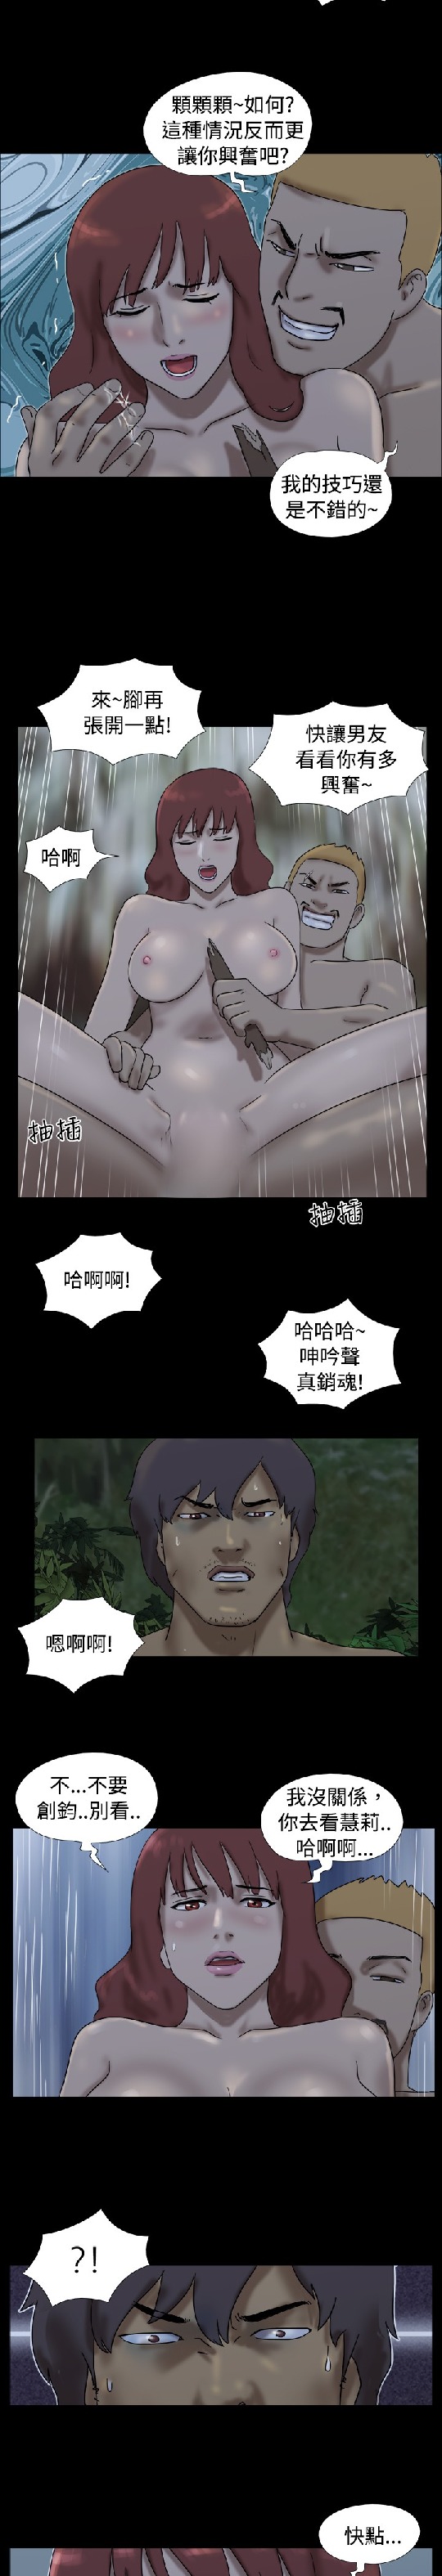 顆顆顆~如何?
這種情況反而更
讓你興奮吧?
我的技巧還
是不錯的~
來~腳再
張開一點!
快讓男友
看看你有多
興奮~
哈啊
抽插
抽插
哈啊啊!
哈哈哈~
呻吟聲
真銷魂!
嗯啊啊!
不...不要
創鈞..別看..
我沒關係，
你去看慧莉..
哈啊啊...
?!
快點...